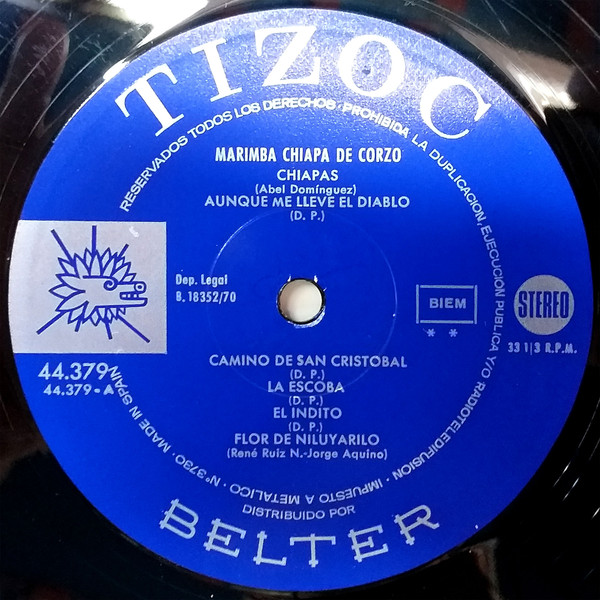 TIZOC
RESERVADOS TODOS LOS DERECHOS · PROHIBIDA LA DUPLICACION, EJECUCION PUBLICA Y/O RADIOTELEDIFUSION · IMPUESTO A METALICO · Nº 3790 · MADE IN SPAIN
MARIMBA CHIAPA DE CORZO
CHIAPAS
(Abel Domínguez)
AUNQUE ME LLEVE EL DIABLO
(D. P.)
Dep. Legal
B. 18352/70
BIEM
* *
STEREO
33 1|3 R.P.M.
44.379
44.379-A
CAMINO DE SAN CRISTOBAL
(D. P.)
LA ESCOBA
(D. P.)
EL INDITO
(D. P.)
FLOR DE NILUYARILO
(René Ruiz N.-Jorge Aquino)
DISTRIBUIDO POR
BELTER